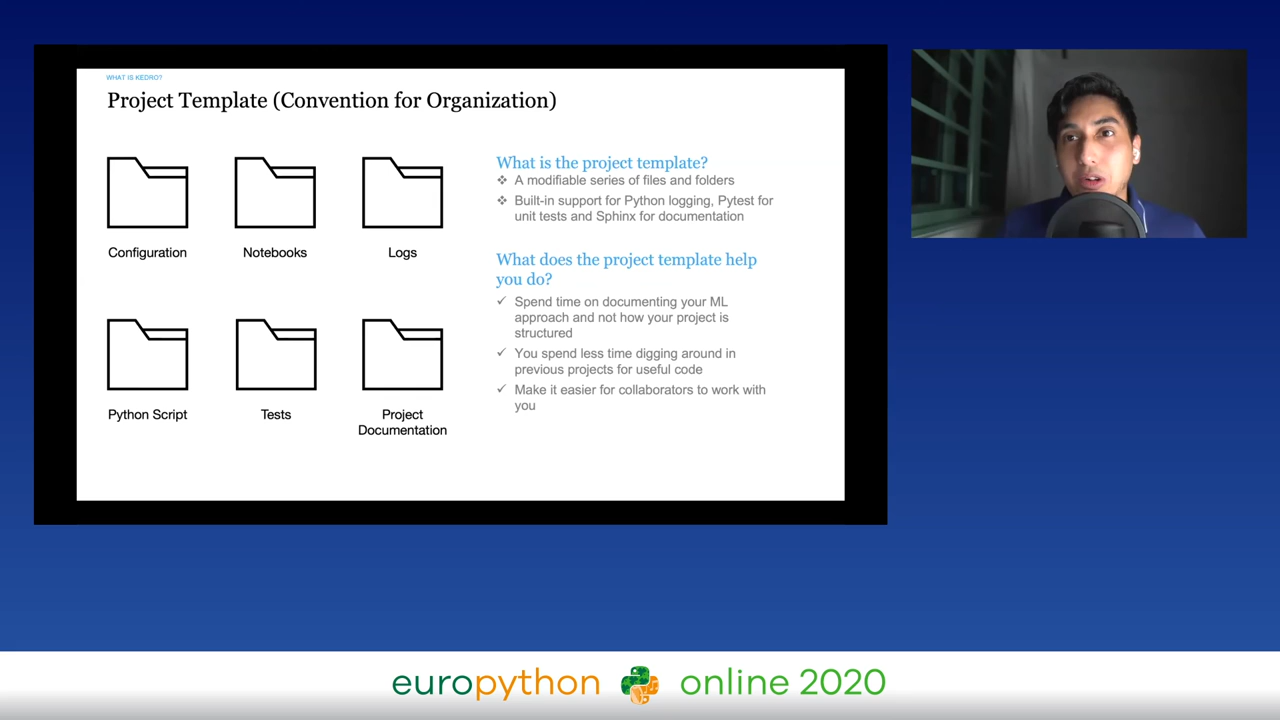 WHAT IS KEDRO?
Project Template (Convention for Organization)
Configuration
Notebooks
Logs
Python Script
Tests
Project
Documentation
What is the project template?
❖ A modifiable series of files and folders
❖ Built-in support for Python logging, Pytest for
unit tests and Sphinx for documentation
What does the project template help
you do?
✓ Spend time on documenting your ML
approach and not how your project is
structured
✓ You spend less time digging around in
previous projects for useful code
✓ Make it easier for collaborators to work with
you
europython online 2020